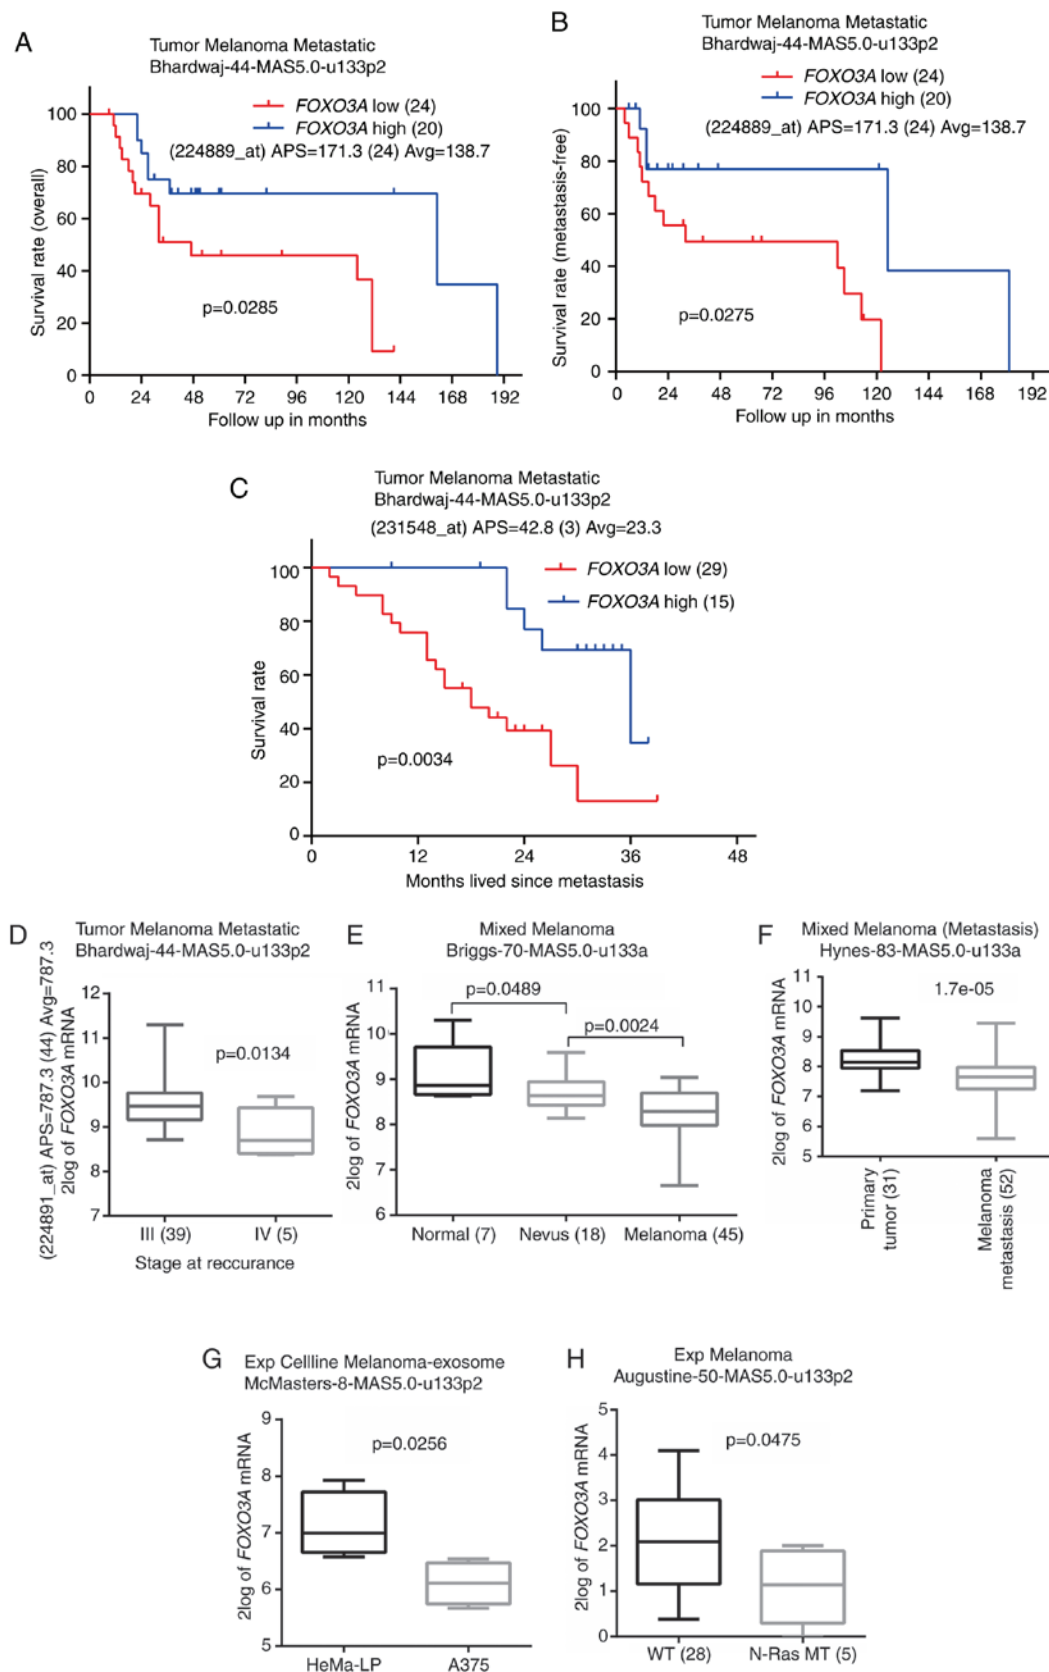 A
Tumor Melanoma Metastatic
Bhardwaj-44-MAS5.0-u133p2
FOXO3A low (24)
FOXO3A high (20)
(224889_at) APS=171.3 (24) Avg=138.7
Survival rate (overall)
100
80
60
40
20
0
p=0.0285
0 24 48 72 96 120 144 168 192
Follow up in months
B
Tumor Melanoma Metastatic
Bhardwaj-44-MAS5.0-u133p2
FOXO3A low (24)
FOXO3A high (20)
(224889_at) APS=171.3 (24) Avg=138.7
Survival rate (metastasis-free)
100
80
60
40
20
0
p=0.0275
0 24 48 72 96 120 144 168 192
Follow up in months
C
Tumor Melanoma Metastatic
Bhardwaj-44-MAS5.0-u133p2
(231548_at) APS=42.8 (3) Avg=23.3
FOXO3A low (29)
FOXO3A high (15)
Survival rate
100
80
60
40
20
0
p=0.0034
0 12 24 36 48
Months lived since metastasis
D
Tumor Melanoma Metastatic
Bhardwaj-44-MAS5.0-u133p2
(224891_at) APS=787.3 (44) Avg=787.3
2log of FOXO3A mRNA
12
11
10
9
8
7
p=0.0134
III (39) IV (5)
Stage at reccurance
E
Mixed Melanoma
Briggs-70-MAS5.0-u133a
2log of FOXO3A mRNA
11
10
9
8
7
6
p=0.0489
p=0.0024
Normal (7) Nevus (18) Melanoma (45)
F
Mixed Melanoma (Metastasis)
Hynes-83-MAS5.0-u133a
2log of FOXO3A mRNA
11
10
9
8
7
6
5
1.7e-05
Primary
tumor (31)
Melanoma
metastasis (52)
G
Exp Cellline Melanoma-exosome
McMasters-8-MAS5.0-u133p2
2log of FOXO3A mRNA
9
8
7
6
5
p=0.0256
HeMa-LP A375
H
Exp Melanoma
Augustine-50-MAS5.0-u133p2
2log of FOXO3A mRNA
5
4
3
2
1
0
p=0.0475
WT (28) N-Ras MT (5)